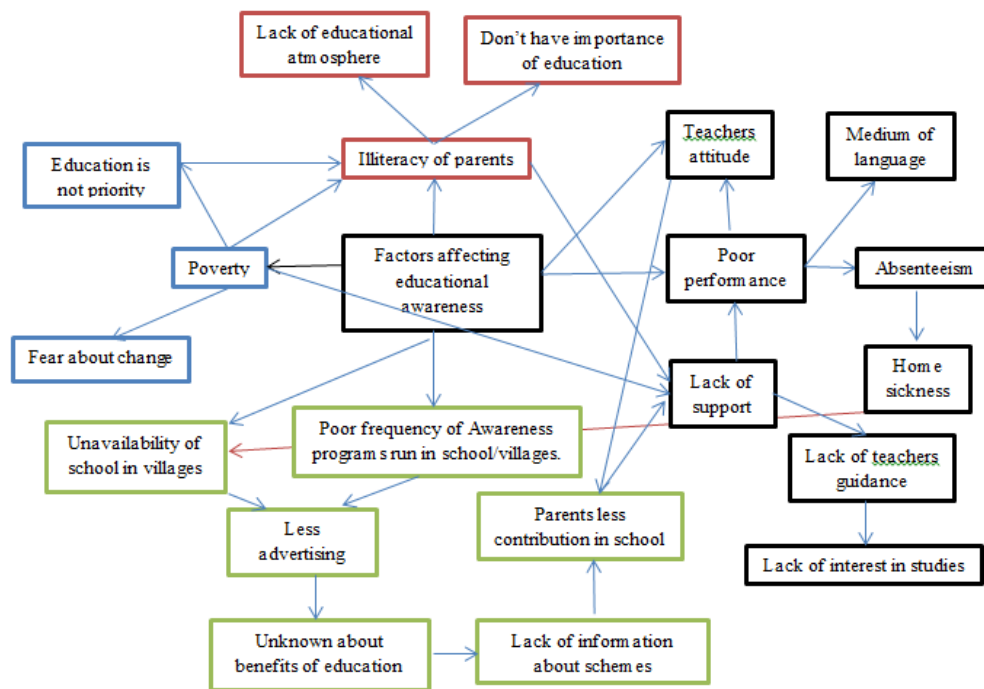 Lack of educational
atmosphere
Don't have importance
of education
Teachers
attitude
Medium of
language
Education is
not priority
Illiteracy of parents
Poverty
Factors affecting
educational
awareness
Poor
performance
Absenteeism
Fear about change
Lack of
support
Home
sickness
Unavailability of
school in villages
Poor frequency of Awareness
programs run in school/villages.
Lack of teachers
guidance
Less
advertising
Parents less
contribution in school
Lack of interest in studies
Unknown about
benefits of education
Lack of information
about schemes